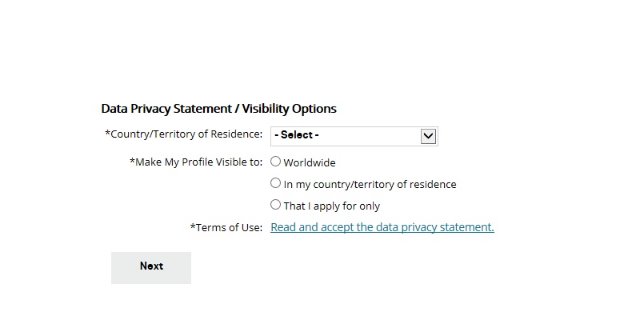 Data Privacy Statement / Visibility Options
*Country/Territory of Residence: - Select -
*Make My Profile Visible to: Worldwide
In my country/territory of residence
That I apply for only
*Terms of Use: Read and accept the data privacy statement.
Next